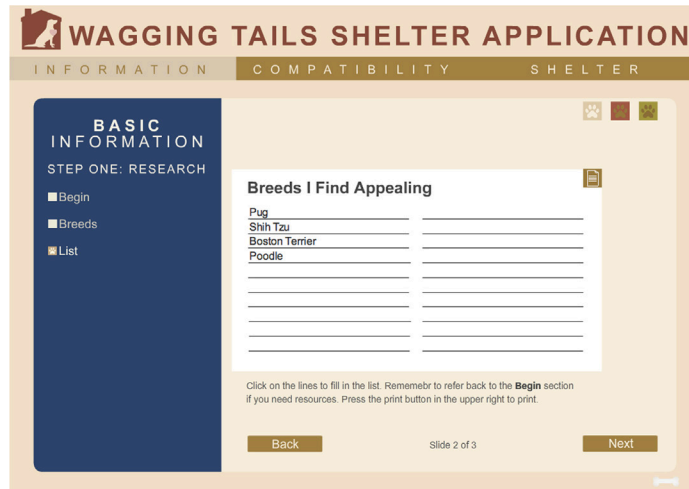 WAGGING TAILS SHELTER APPLICATION
INFORMATION COMPATIBILITY SHELTER
BASIC
INFORMATION
STEP ONE: RESEARCH
Begin
Breeds
List
Breeds I Find Appealing
Pug
Shih Tzu
Boston Terrier
Poodle
Click on the lines to fill in the list. Rememebr to refer back to the Begin section
if you need resources. Press the print button in the upper right to print.
Back Slide 2 of 3 Next